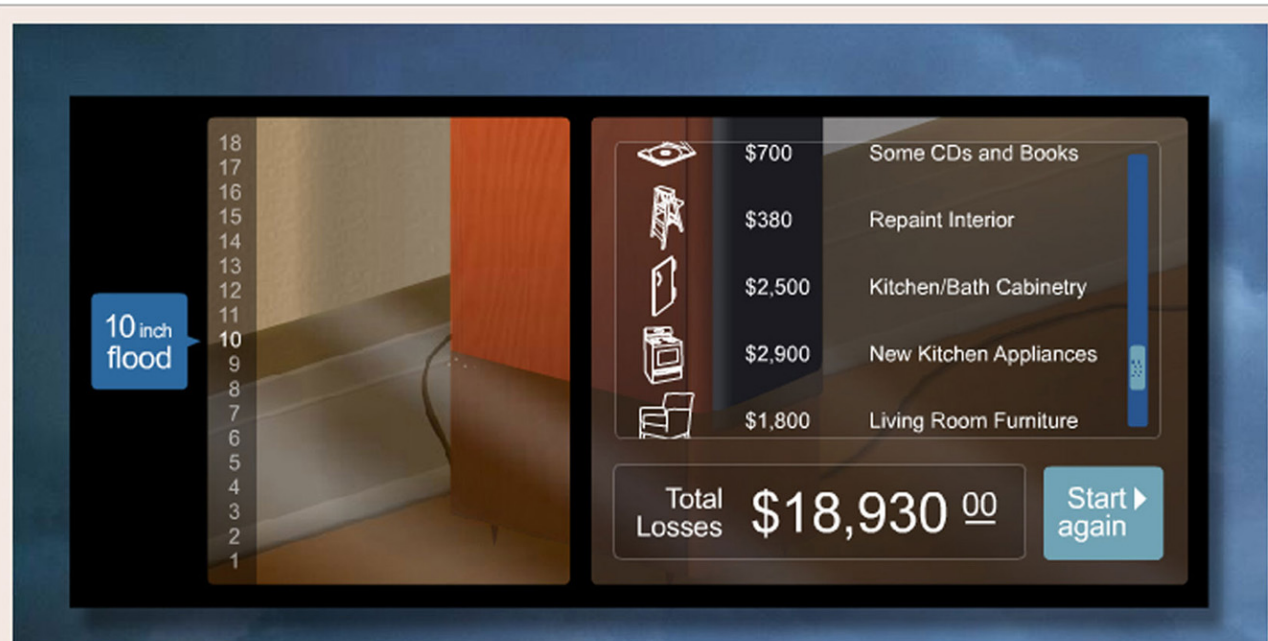 18
17
16
15
14
13
12
11
10
9
8
7
6
5
4
3
2
1
10 inch
flood
$700 Some CDs and Books
$380 Repaint Interior
$2,500 Kitchen/Bath Cabinetry
$2,900 New Kitchen Appliances
$1,800 Living Room Furniture
Total
Losses
$18,930 00
Start
again